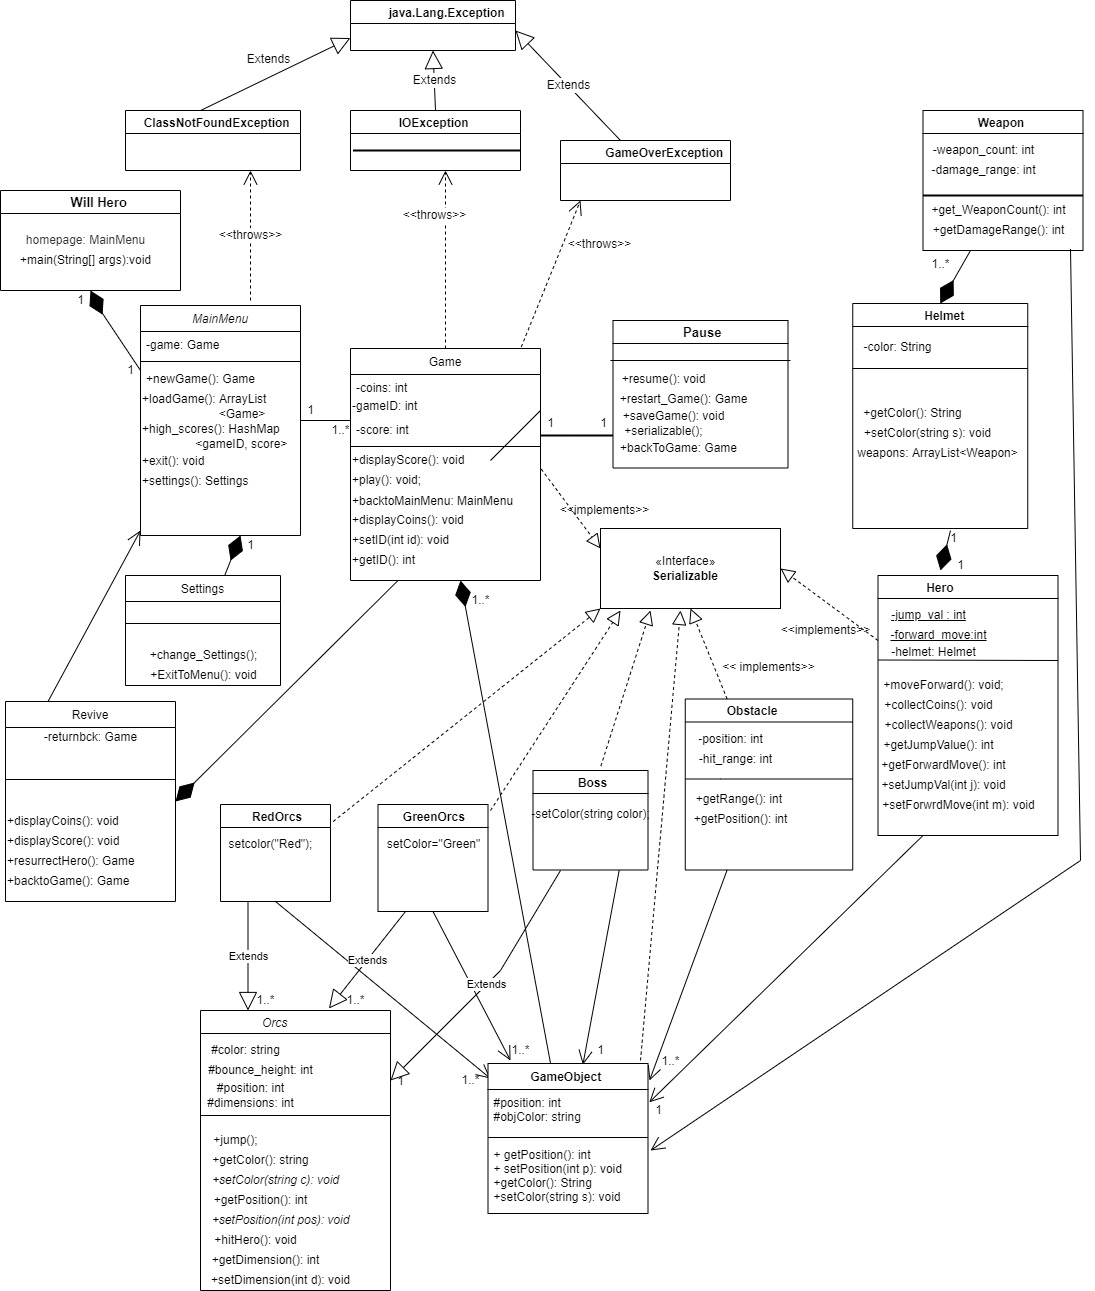 java.Lang.Exception
Extends
Extends
Extends
ClassNotFoundException
IOException
GameOverException
Weapon
-weapon_count: int
-damage_range: int
+get_WeaponCount(): int
+getDamageRange(): int
Will Hero
homepage: MainMenu
+main(String[] args):void
<<throws>>
<<throws>>
<<throws>>
1
1
1..*
MainMenu
-game: Game
+newGame(): Game
+loadGame(): ArrayList
<Game>
+high_scores(): HashMap
<gameID, score>
+exit(): void
+settings(): Settings
1
1..*
Game
-coins: int
-gameID: int
-score: int
+displayScore(): void
+play(): void;
+backtoMainMenu: MainMenu
+displayCoins(): void
+setID(int id): void
+getID(): int
1
1
Pause
+resume(): void
+restart_Game(): Game
+saveGame(): void
+serializable();
+backToGame: Game
Helmet
-color: String
+getColor(): String
+setColor(string s): void
weapons: ArrayList<Weapon>
<<implements>>
1
1
1
Settings
+change_Settings();
+ExitToMenu(): void
1..*
«Interface»
Serializable
<<implements>>
<< implements>>
Hero
-jump_val : int
-forward_move:int
-helmet: Helmet
+moveForward(): void;
+collectCoins(): void
+collectWeapons(): void
+getJumpValue(): int
+getForwardMove(): int
+setJumpVal(int j): void
+setForwrdMove(int m): void
Revive
-returnbck: Game
+displayCoins(): void
+displayScore(): void
+resurrectHero(): Game
+backtoGame(): Game
Obstacle
-position: int
-hit_range: int
+getRange(): int
+getPosition(): int
Boss
-setColor(string color);
RedOrcs
setcolor("Red");
GreenOrcs
setColor="Green"
Extends
Extends
Extends
1..*
1..*
1
1..*
1..*
1
1..*
1
Orcs
#color: string
#bounce_height: int
#position: int
#dimensions: int
+jump();
+getColor(): string
+setColor(string c): void
+getPosition(): int
+setPosition(int pos): void
+hitHero(): void
+getDimension(): int
+setDimension(int d): void
GameObject
#position: int
#objColor: string
+ getPosition(): int
+ setPosition(int p): void
+getColor(): String
+setColor(string s): void